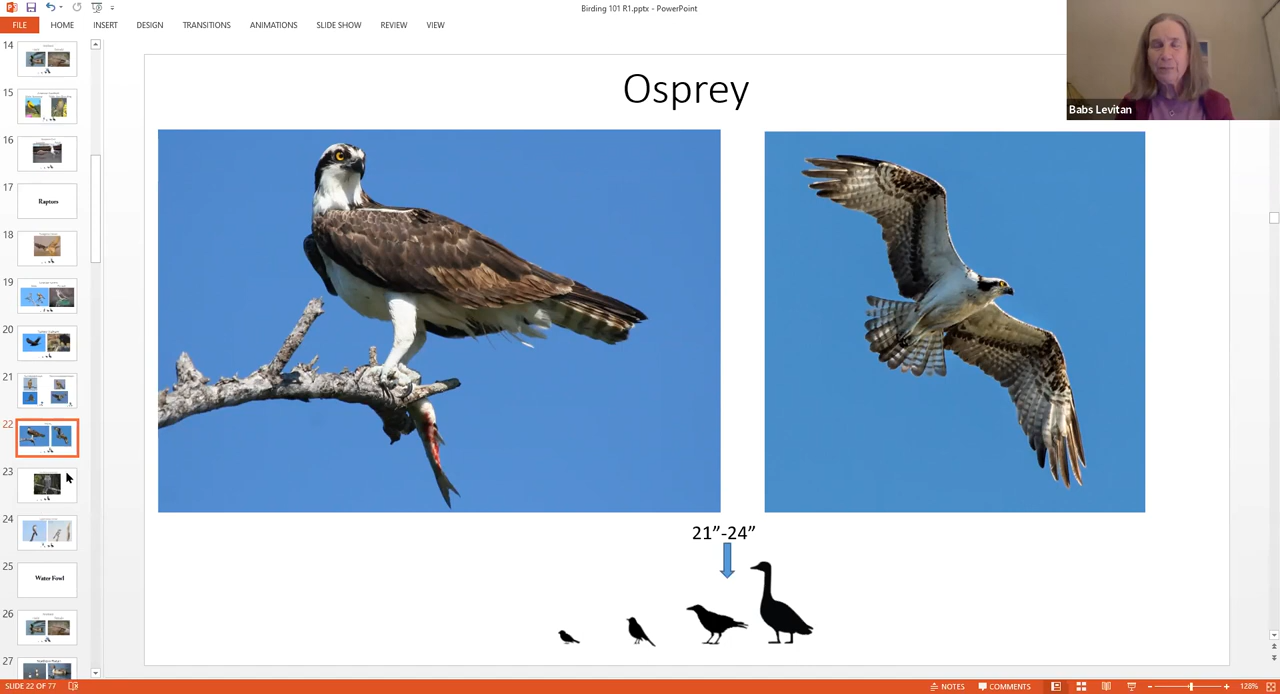 Birding 101 R1.pptx - PowerPoint
FILE HOME INSERT DESIGN TRANSITIONS ANIMATIONS SLIDE SHOW REVIEW VIEW
Babs Levitan
14
15
16
17
Raptors
18
19
20
21
22
23
24
25
Water Fowl
26
27
Osprey
21”-24”
SLIDE 22 OF 77
NOTES COMMENTS
128%